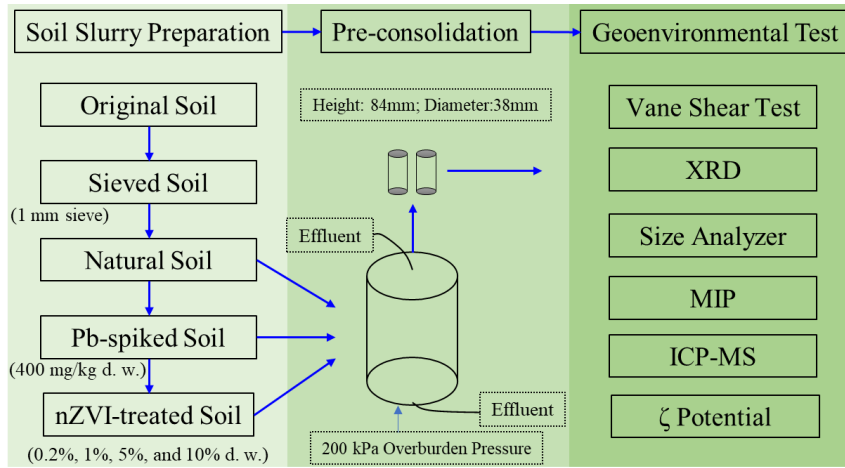 Soil Slurry Preparation
Pre-consolidation
Geoenvironmental Test
Original Soil
Sieved Soil
(1 mm sieve)
Natural Soil
Pb-spiked Soil
(400 mg/kg d. w.)
nZVI-treated Soil
(0.2%, 1%, 5%, and 10% d. w.)
Height: 84mm; Diameter:38mm
Effluent
Effluent
200 kPa Overburden Pressure
Vane Shear Test
XRD
Size Analyzer
MIP
ICP-MS
ζ Potential